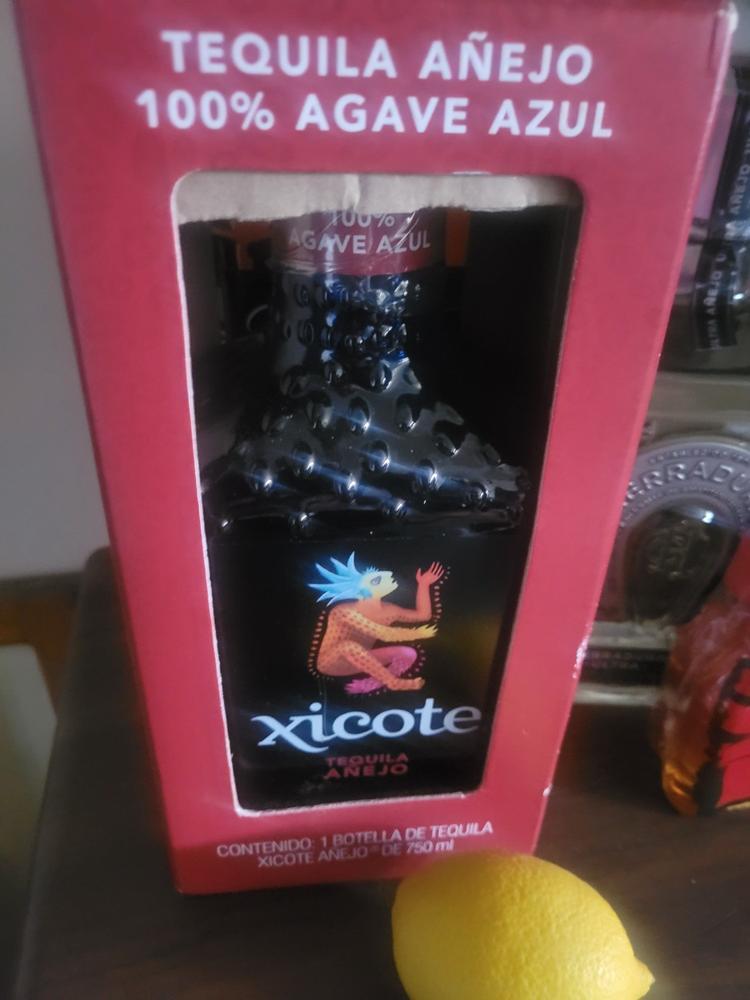 TEQUILA AÑEJO
100% AGAVE AZUL
100%
AGAVE AZUL
xicote
TEQUILA
AÑEJO
CONTENIDO: 1 BOTELLA DE TEQUILA
XICOTE AÑEJO® DE 750 ml